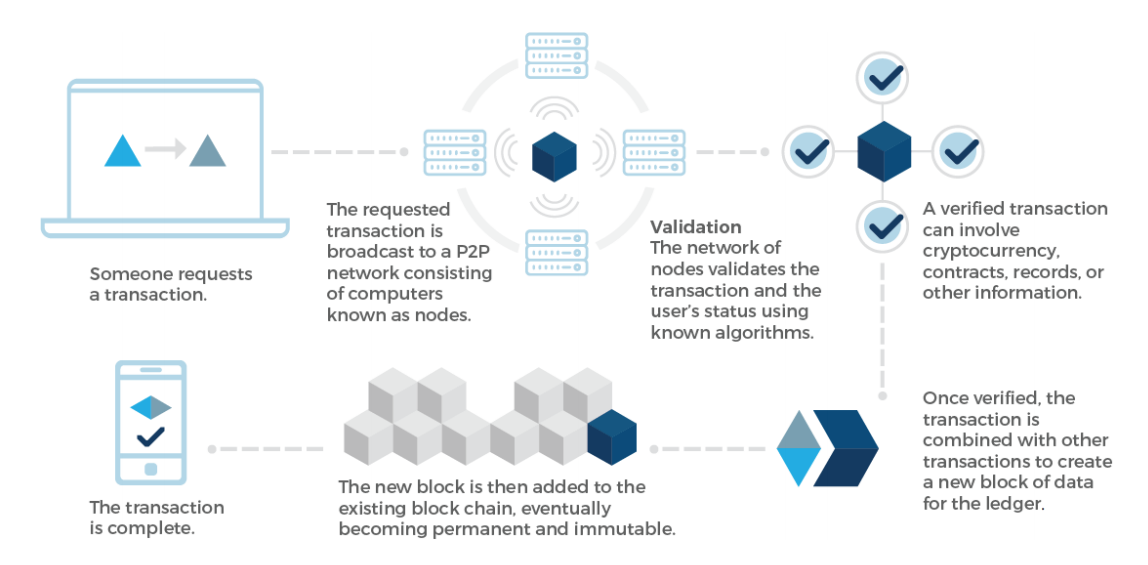 Someone requests
a transaction.
The requested
transaction is
broadcast to a P2P
network consisting
of computers
known as nodes.
Validation
The network of
nodes validates the
transaction and the
user's status using
known algorithms.
A verified transaction
can involve
cryptocurrency,
contracts, records, or
other information.
Once verified, the
transaction is
combined with other
transactions to create
a new block of data
for the ledger.
The new block is then added to the
existing block chain, eventually
becoming permanent and immutable.
The transaction
is complete.